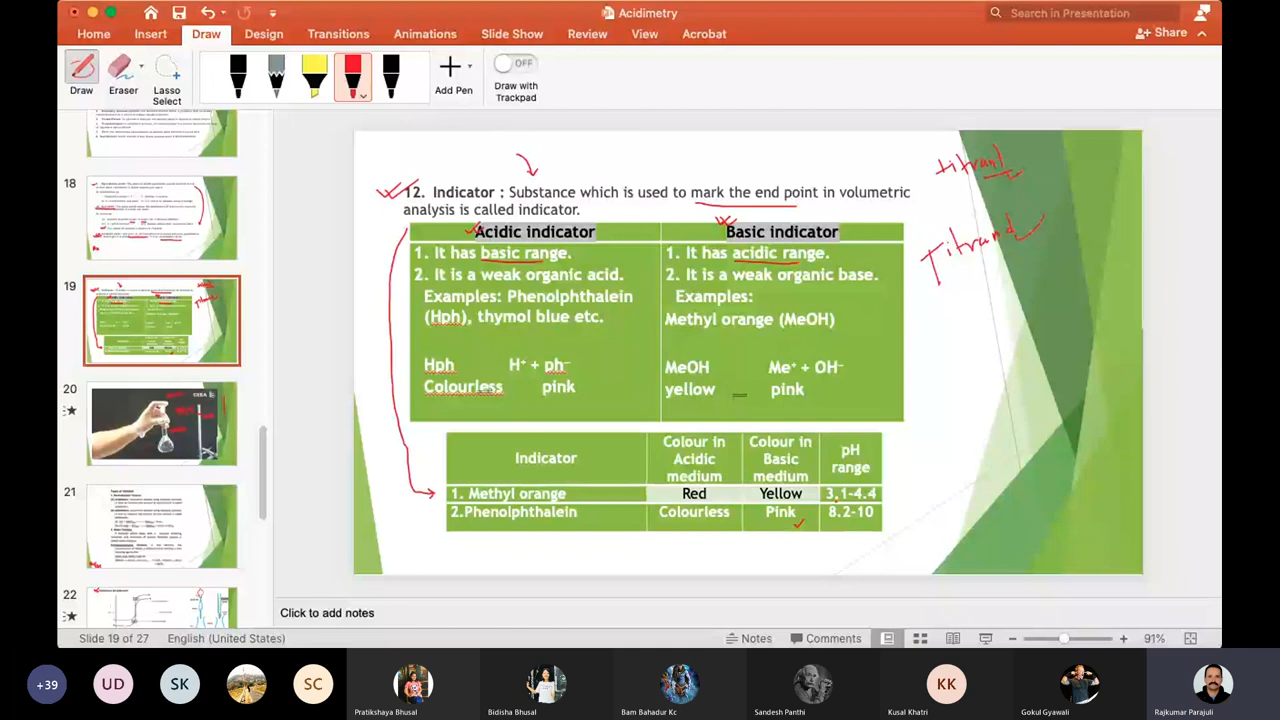 Acidimetry
Search in Presentation
Home Insert Draw Design Transitions Animations Slide Show Review View Acrobat
Share
Draw
Eraser
Lasso
Select
Add Pen
OFF
Draw with
Trackpad
18
19
20
21
22
titrant
Titrand
12. Indicator : Substance which is used to mark the end point in volumetric
analysis is called indicator.
Acidic indicator
1. It has basic range.
2. It is a weak organic acid.
Examples: Phenolphthalein
(Hph), thymol blue etc.
Hph H⁺ + ph⁻
Colourless pink
Basic indicator
1. It has acidic range.
2. It is a weak organic base.
Examples:
Methyl orange (MeOH)
MeOH Me⁺ + OH⁻
yellow pink
Indicator
Colour in
Acidic
medium
Colour in
Basic
medium
pH
range
1. Methyl orange Red Yellow 3.1-4.4
2.Phenolphthalein Colourless Pink 8.2-10
Click to add notes
Slide 19 of 27 English (United States) Notes Comments 91%
+39 UD SK SC KK
Pratikshaya Bhusal Bidisha Bhusal Bam Bahadur Kc Sandesh Panthi Kusal Khatri Gokul Gyawali Rajkumar Parajuli